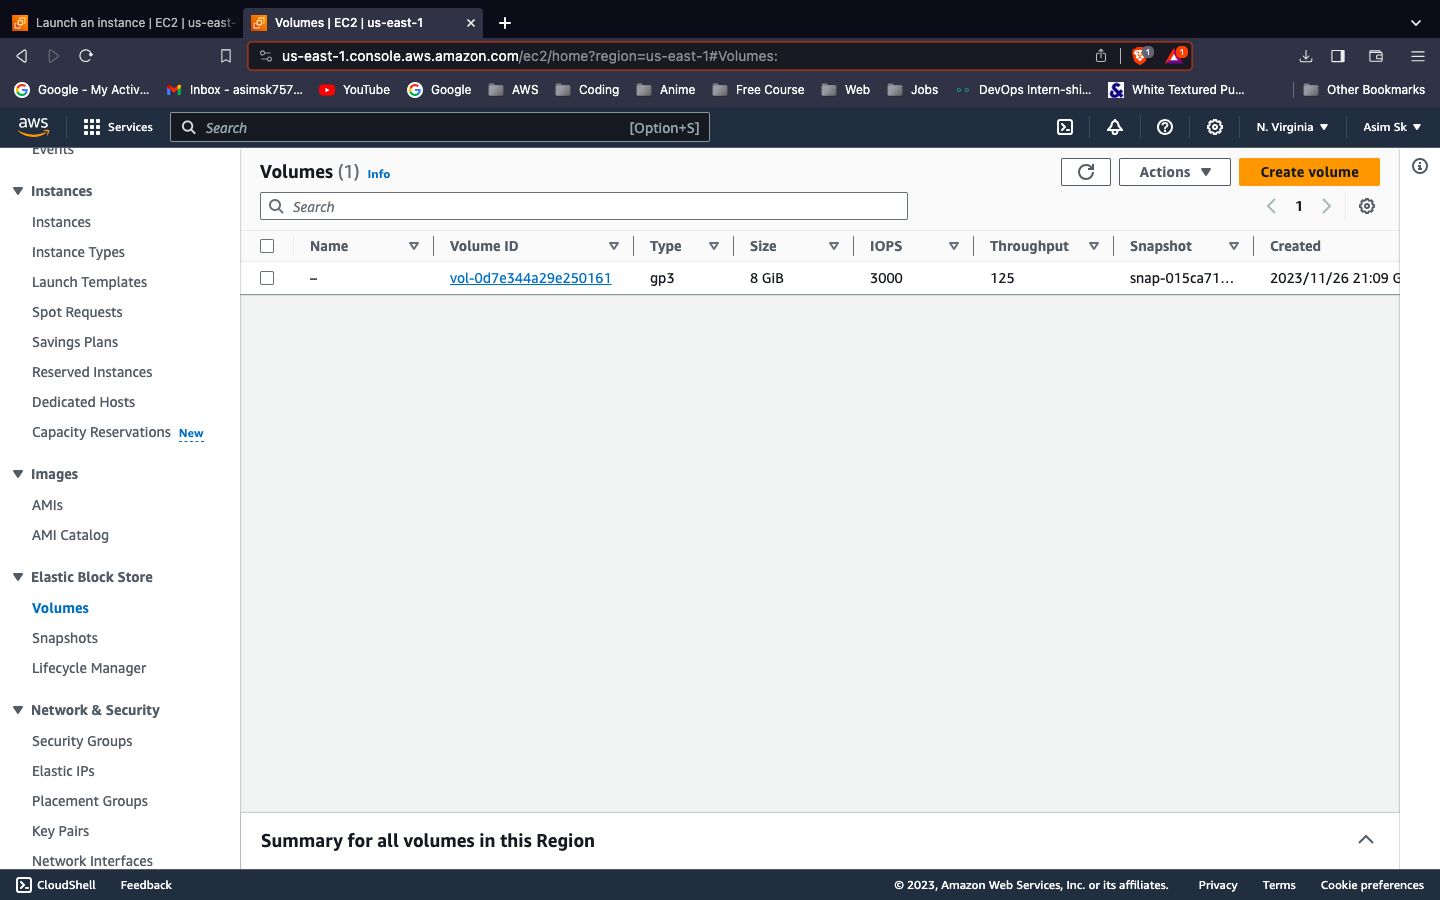 Launch an instance | EC2 | us-east-
Volumes | EC2 | us-east-1
us-east-1.console.aws.amazon.com/ec2/home?region=us-east-1#Volumes:
1
1
Google - My Activ...
Inbox - asimsk757...
YouTube
Google
AWS
Coding
Anime
Free Course
Web
Jobs
DevOps Intern-shi...
White Textured Pu...
Other Bookmarks
aws
Services
Search
[Option+S]
N. Virginia
Asim Sk
Events
Instances
Instances
Instance Types
Launch Templates
Spot Requests
Savings Plans
Reserved Instances
Dedicated Hosts
Capacity Reservations New
Images
AMIs
AMI Catalog
Elastic Block Store
Volumes
Snapshots
Lifecycle Manager
Network & Security
Security Groups
Elastic IPs
Placement Groups
Key Pairs
Network Interfaces
Volumes (1) Info
Actions
Create volume
Search
1
Name Volume ID Type Size IOPS Throughput Snapshot Created
– vol-0d7e344a29e250161 gp3 8 GiB 3000 125 snap-015ca71... 2023/11/26 21:09 G
Summary for all volumes in this Region
CloudShell Feedback © 2023, Amazon Web Services, Inc. or its affiliates. Privacy Terms Cookie preferences